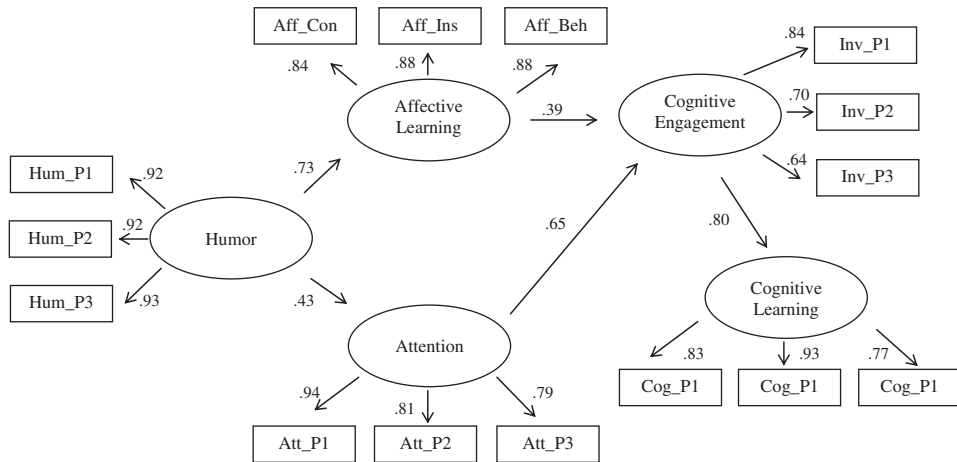 Aff_Con
Aff_Ins
Aff_Beh
.84
.88
.88
Affective
Learning
.39
Cognitive
Engagement
.84
Inv_P1
.70
Inv_P2
.64
Inv_P3
.73
Hum_P1
.92
Hum_P2
.92
Humor
Hum_P3
.93
.43
.65
.80
Attention
.94
.81
.79
Att_P1
Att_P2
Att_P3
Cognitive
Learning
.83
.93
.77
Cog_P1
Cog_P1
Cog_P1